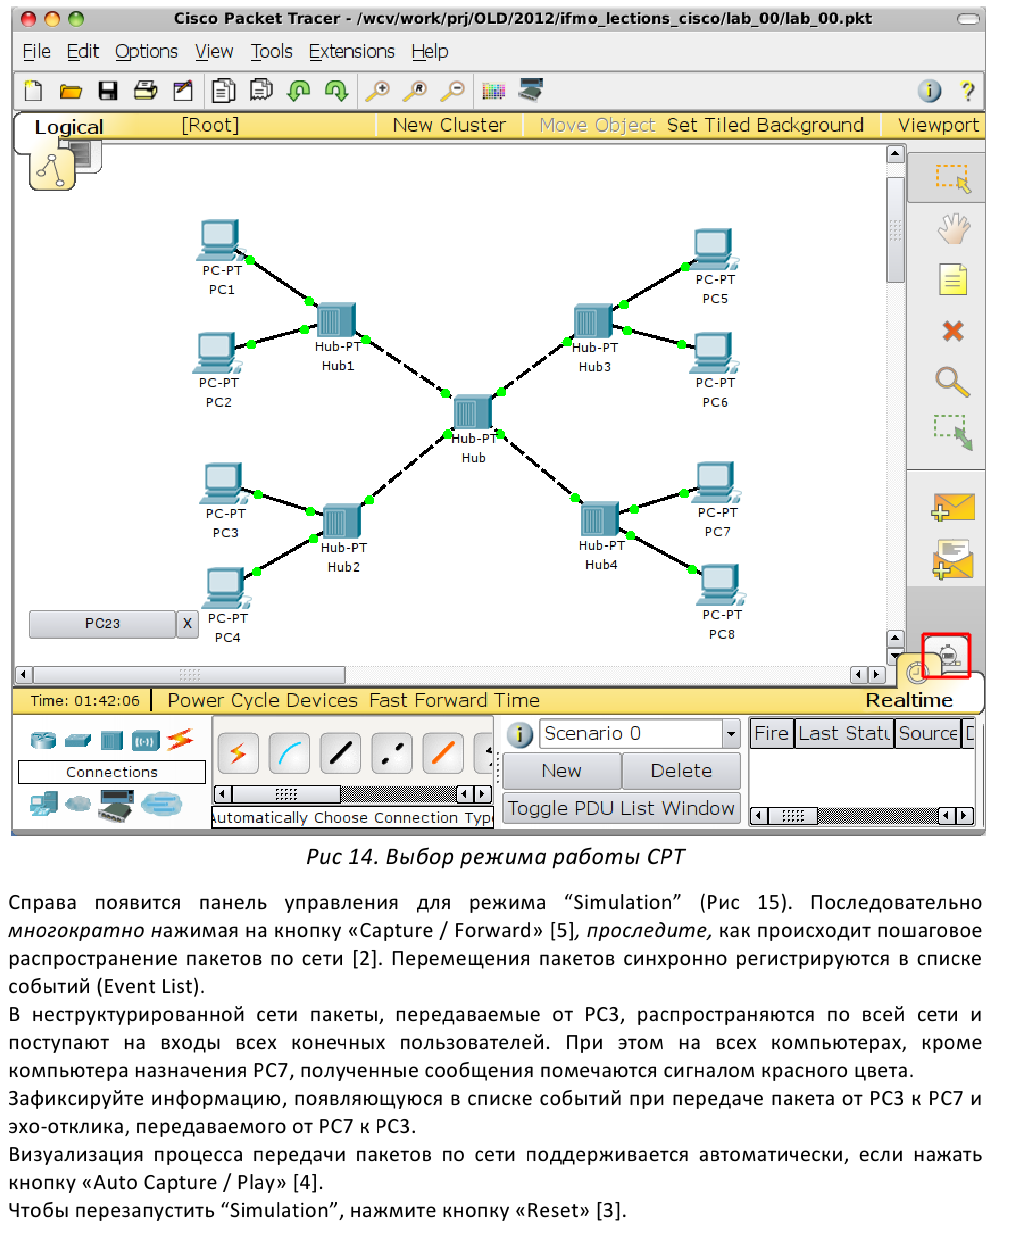 Cisco Packet Tracer - /wcv/work/prj/OLD/2012/ifmo_lections_cisco/lab_00/lab_00.pkt
File Edit Options View Tools Extensions Help
Logical [Root] New Cluster Move Object Set Tiled Background Viewport
PC-PT
PC1
PC-PT
PC2
Hub-PT
Hub1
PC-PT
PC5
Hub-PT
Hub3
PC-PT
PC6
Hub-PT
Hub
PC-PT
PC3
Hub-PT
Hub2
PC-PT
PC4
PC-PT
PC7
Hub-PT
Hub4
PC-PT
PC8
PC23 X
Time: 01:42:06 Power Cycle Devices Fast Forward Time Realtime
Connections
Automatically Choose Connection Typ
Scenario 0
New Delete
Toggle PDU List Window
Fire Last Statu Source D
Рис 14. Выбор режима работы CPT
Справа появится панель управления для режима “Simulation” (Рис 15). Последовательно
многократно нажимая на кнопку «Capture / Forward» [5], проследите, как происходит пошаговое
распространение пакетов по сети [2]. Перемещения пакетов синхронно регистрируются в списке
событий (Event List).
В неструктурированной сети пакеты, передаваемые от PC3, распространяются по всей сети и
поступают на входы всех конечных пользователей. При этом на всех компьютерах, кроме
компьютера назначения PC7, полученные сообщения помечаются сигналом красного цвета.
Зафиксируйте информацию, появляющуюся в списке событий при передаче пакета от PC3 к PC7 и
эхо-отклика, передаваемого от PC7 к PC3.
Визуализация процесса передачи пакетов по сети поддерживается автоматически, если нажать
кнопку «Auto Capture / Play» [4].
Чтобы перезапустить “Simulation”, нажмите кнопку «Reset» [3].